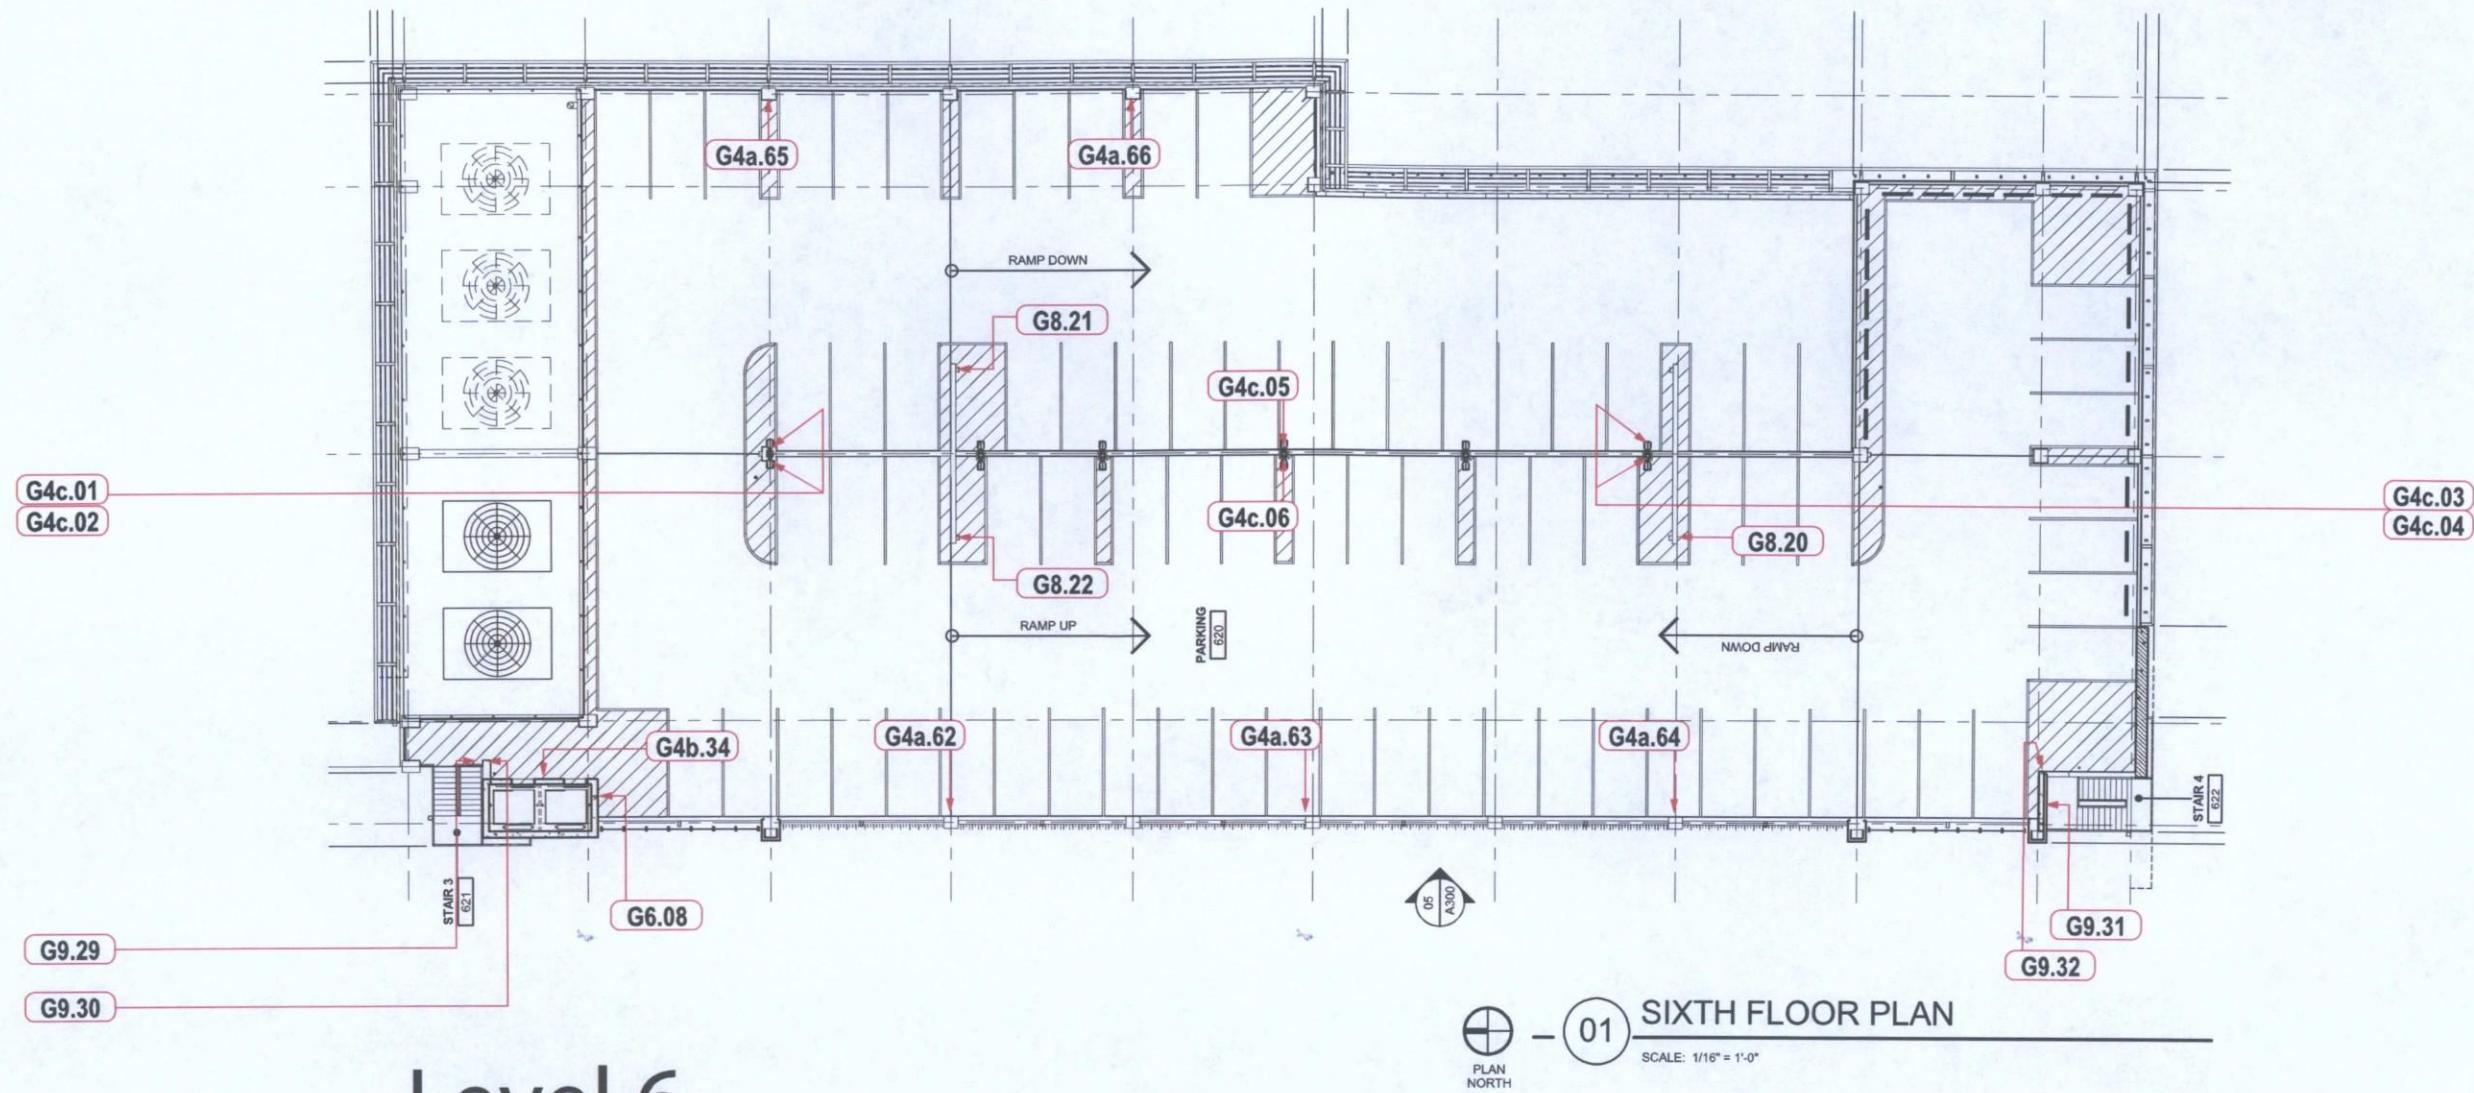 G4a.65
G4a.66
RAMP DOWN
G8.21
G4c.05
G4c.01
G4c.02
G4c.03
G4c.04
G4c.06
G8.20
G8.22
RAMP UP
PARKING
620
RAMP DOWN
G4b.34
G4a.62
G4a.63
G4a.64
STAIR 4
622
STAIR 3
621
G6.08
05
A300
G9.31
G9.29
G9.32
G9.30
01
SIXTH FLOOR PLAN
SCALE: 1/16" = 1'-0"
PLAN
NORTH
Level 6